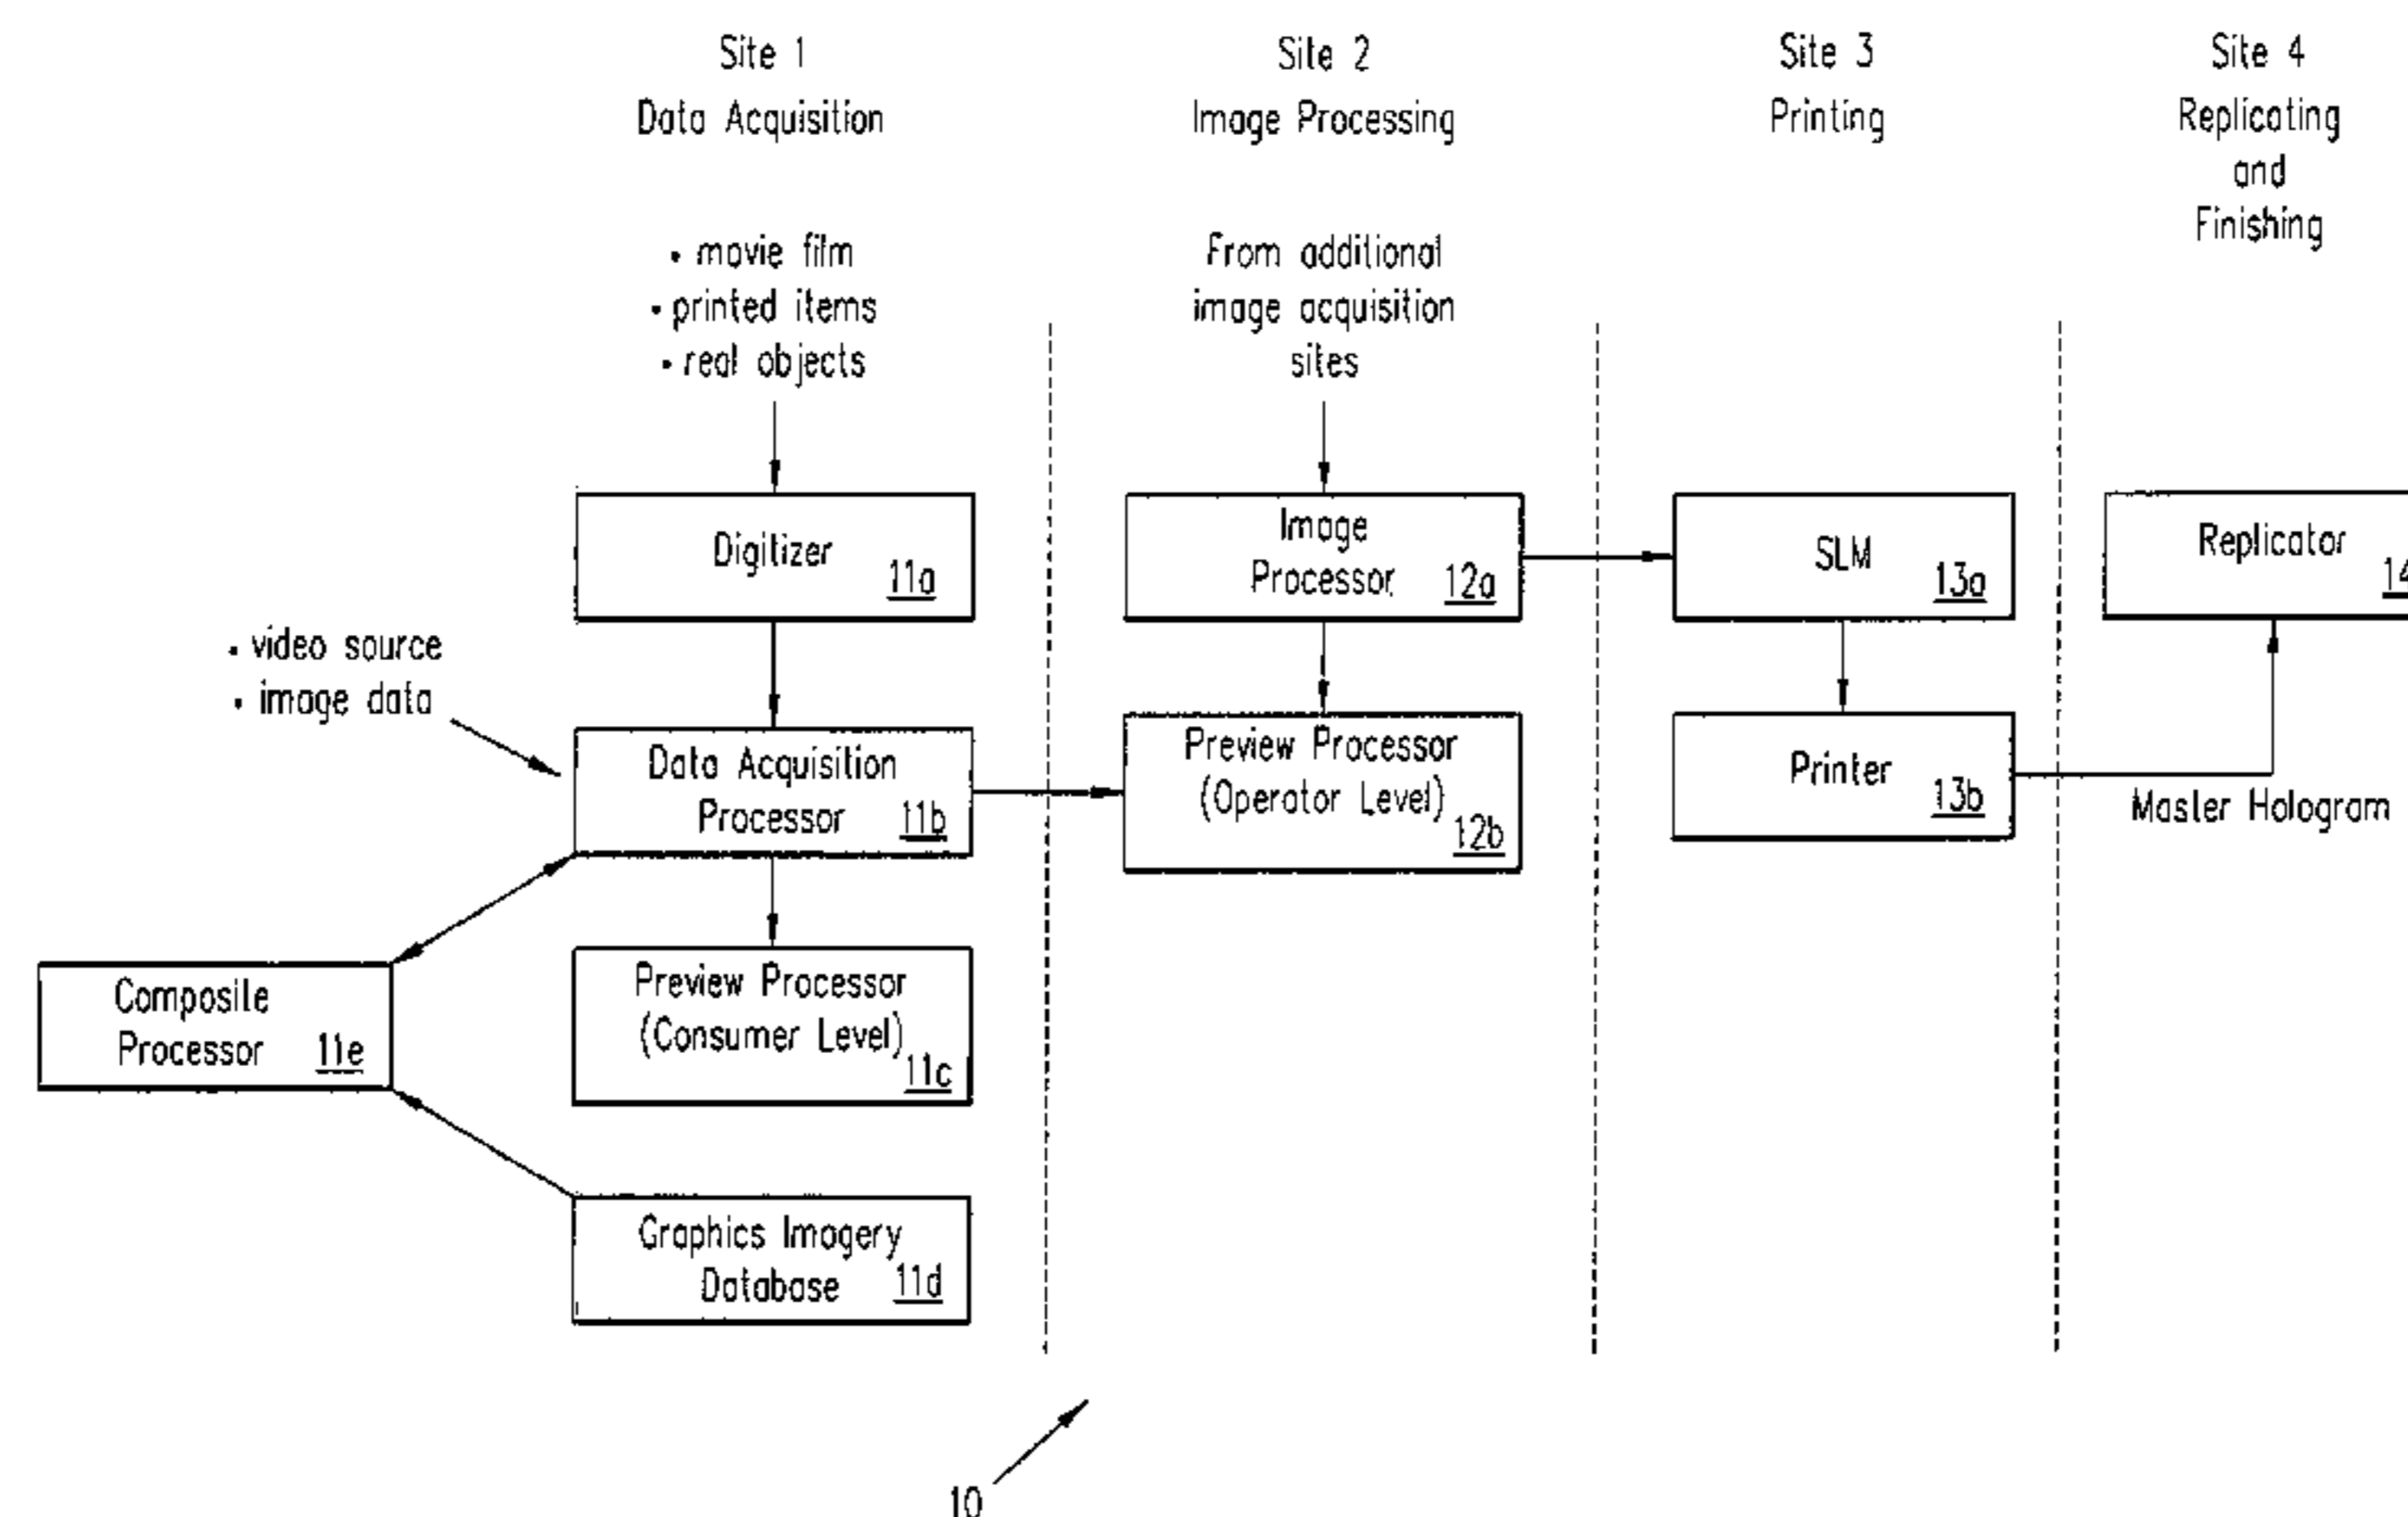 Site 1
Data Acquisition
Site 2
Image Processing
Site 3
Printing
Site 4
Replicating
and
Finishing
• movie film
• printed items
• real objects
From additional
image acquisition
sites
Digitizer
11a
Image
Processor
12a
SLM
13a
Replicator
14
• video source
• image data
Data Acquisition
Processor
11b
Preview Processor
(Operator Level)
12b
Printer
13b
Master Hologram
Composite
Processor
11e
Preview Processor
(Consumer Level)
11c
Graphics Imagery
Database
11d
10